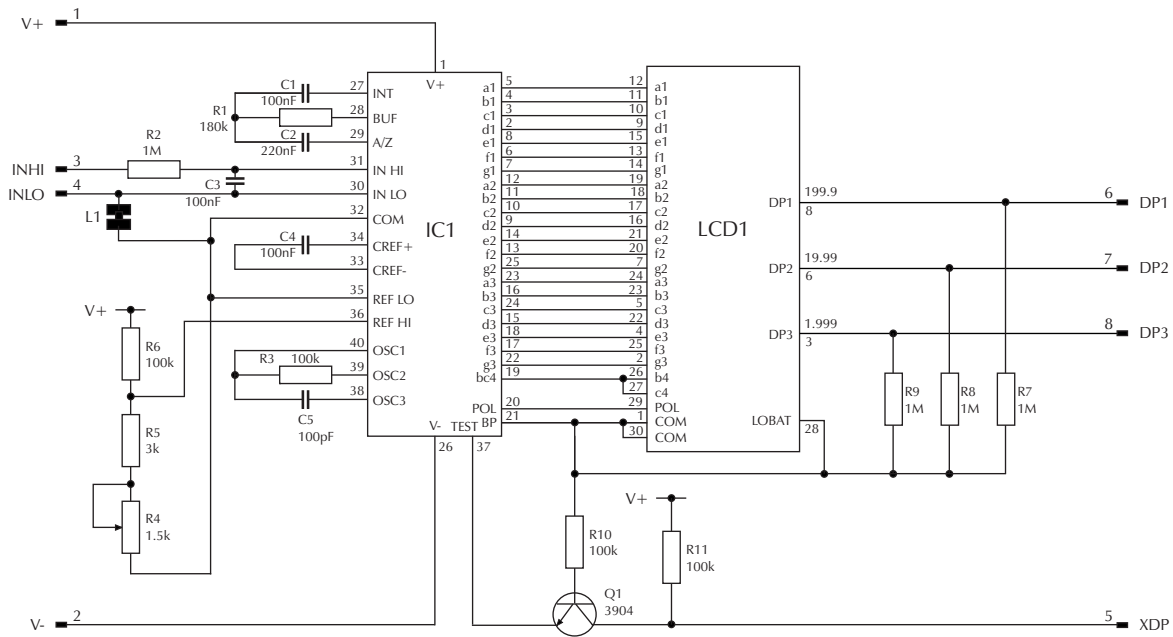 V+ 1
1
V+
INHI 3
INLO 4
R2
1M
C3
100nF
L1
C1
100nF
R1
180k
C2
220nF
C4
100nF
R3 100k
C5
100pF
V+
R6
100k
R5
3k
R4
1.5k
V- 2
27 INT
28 BUF
29 A/Z
31 IN HI
30 IN LO
32 COM
34 CREF+
33 CREF-
35 REF LO
36 REF HI
40 OSC1
39 OSC2
38 OSC3
IC1
V- TEST
26 37
a1 5 12 a1
b1 4 11 b1
c1 3 10 c1
d1 2 9 d1
e1 8 15 e1
f1 6 13 f1
g1 7 14 g1
a2 12 19 a2
b2 11 18 b2
c2 10 17 c2
d2 9 16 d2
e2 14 21 e2
f2 13 20 f2
g2 25 7 g2
a3 23 24 a3
b3 16 23 b3
c3 24 5 c3
d3 15 22 d3
e3 18 4 e3
f3 17 25 f3
g3 22 2 g3
bc4 19 26 b4
27 c4
POL 20 29 POL
BP 21 1 COM
30 COM
LCD1
DP1 199.9
8
DP2 19.99
6
DP3 1.999
3
LOBAT 28
6 DP1
7 DP2
8 DP3
R9
1M
R8
1M
R7
1M
R10
100k
V+
R11
100k
Q1
3904
5 XDP